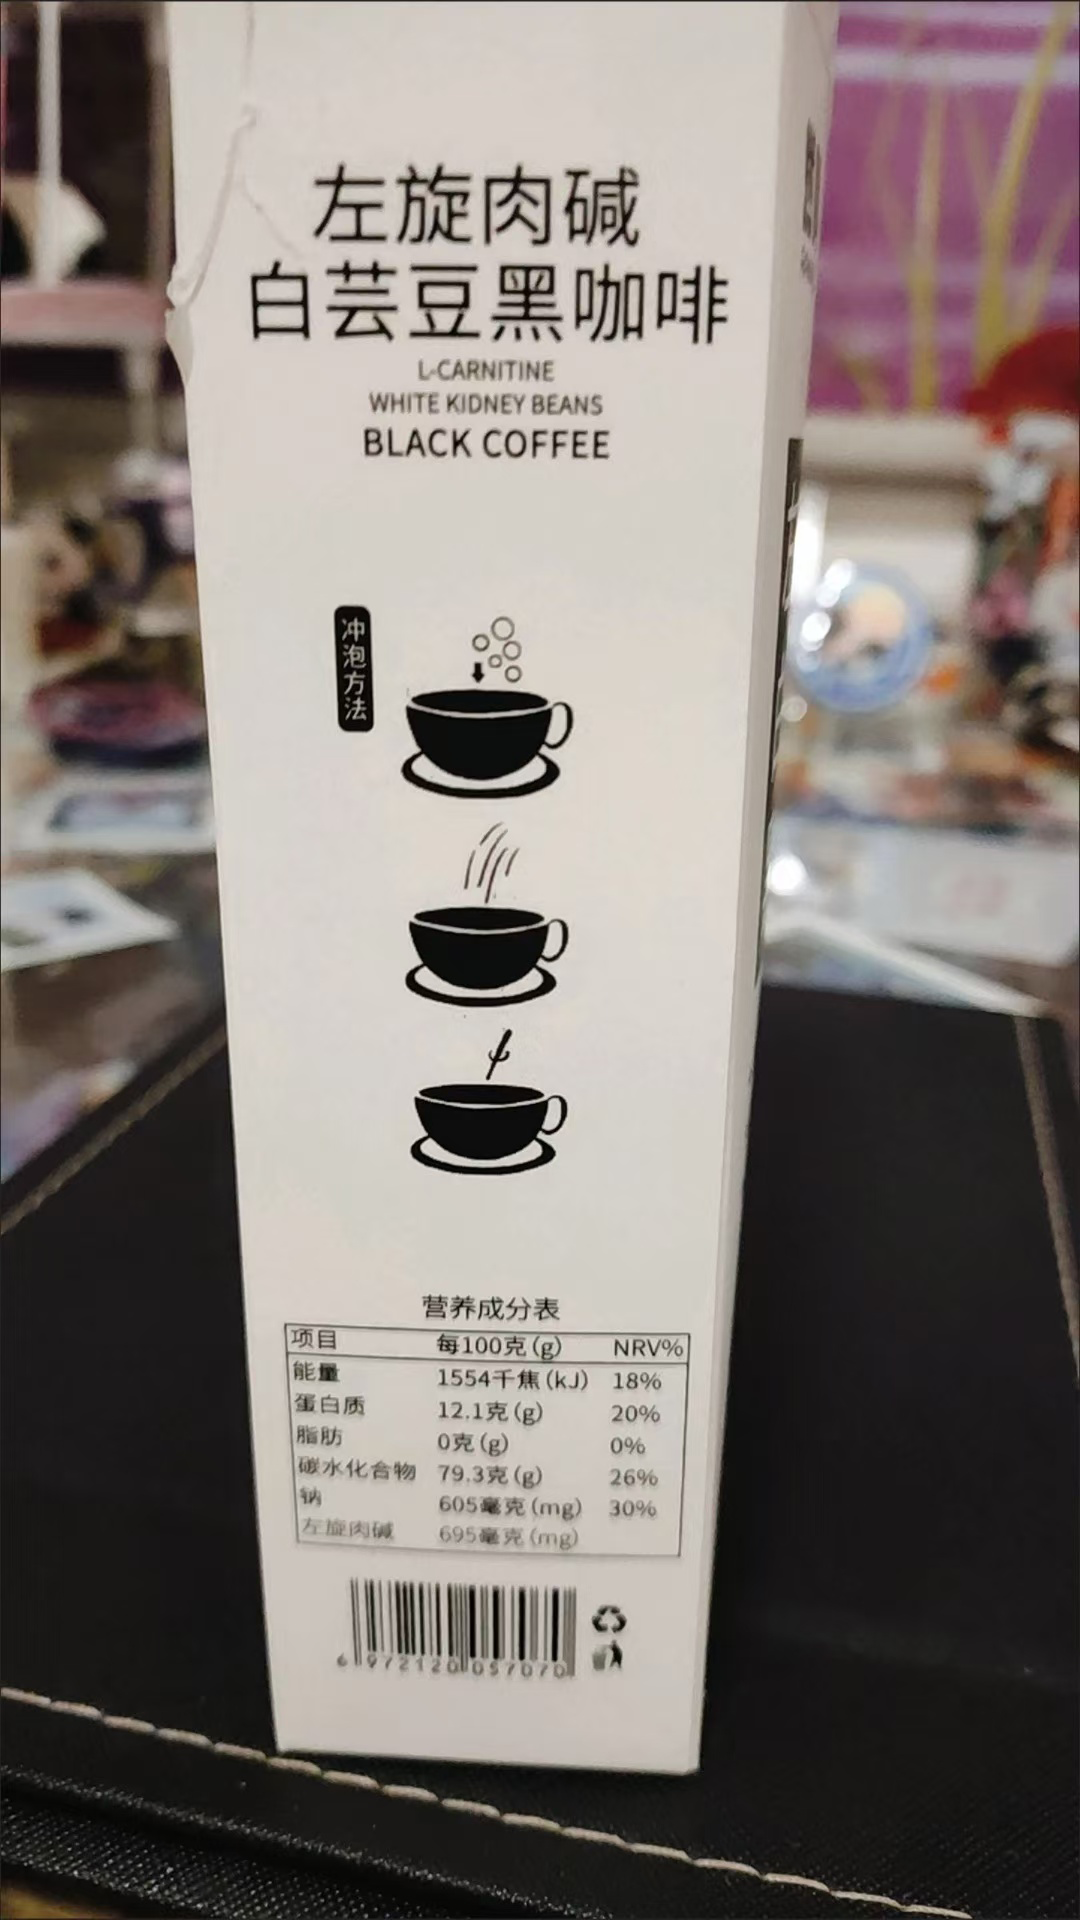 左旋肉碱
白芸豆黑咖啡
L-CARNITINE
WHITE KIDNEY BEANS
BLACK COFFEE
冲泡方法
营养成分表
项目 每100克(g) NRV%
能量 1554千焦(kJ) 18%
蛋白质 12.1克(g) 20%
脂肪 0克(g) 0%
碳水化合物 79.3克(g) 26%
钠 605毫克(mg) 30%
左旋肉碱 695毫克(mg)
6 972120 057070